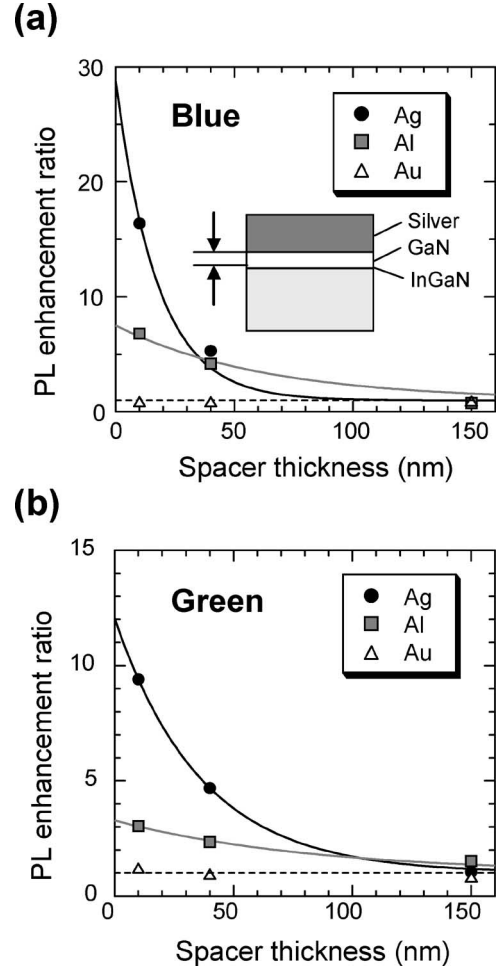 (a)
30
Blue
Ag
Al
Au
20
Silver
GaN
InGaN
10
0
0 50 100 150
PL enhancement ratio
Spacer thickness (nm)
(b)
15
Green
Ag
Al
Au
10
5
0
0 50 100 150
PL enhancement ratio
Spacer thickness (nm)